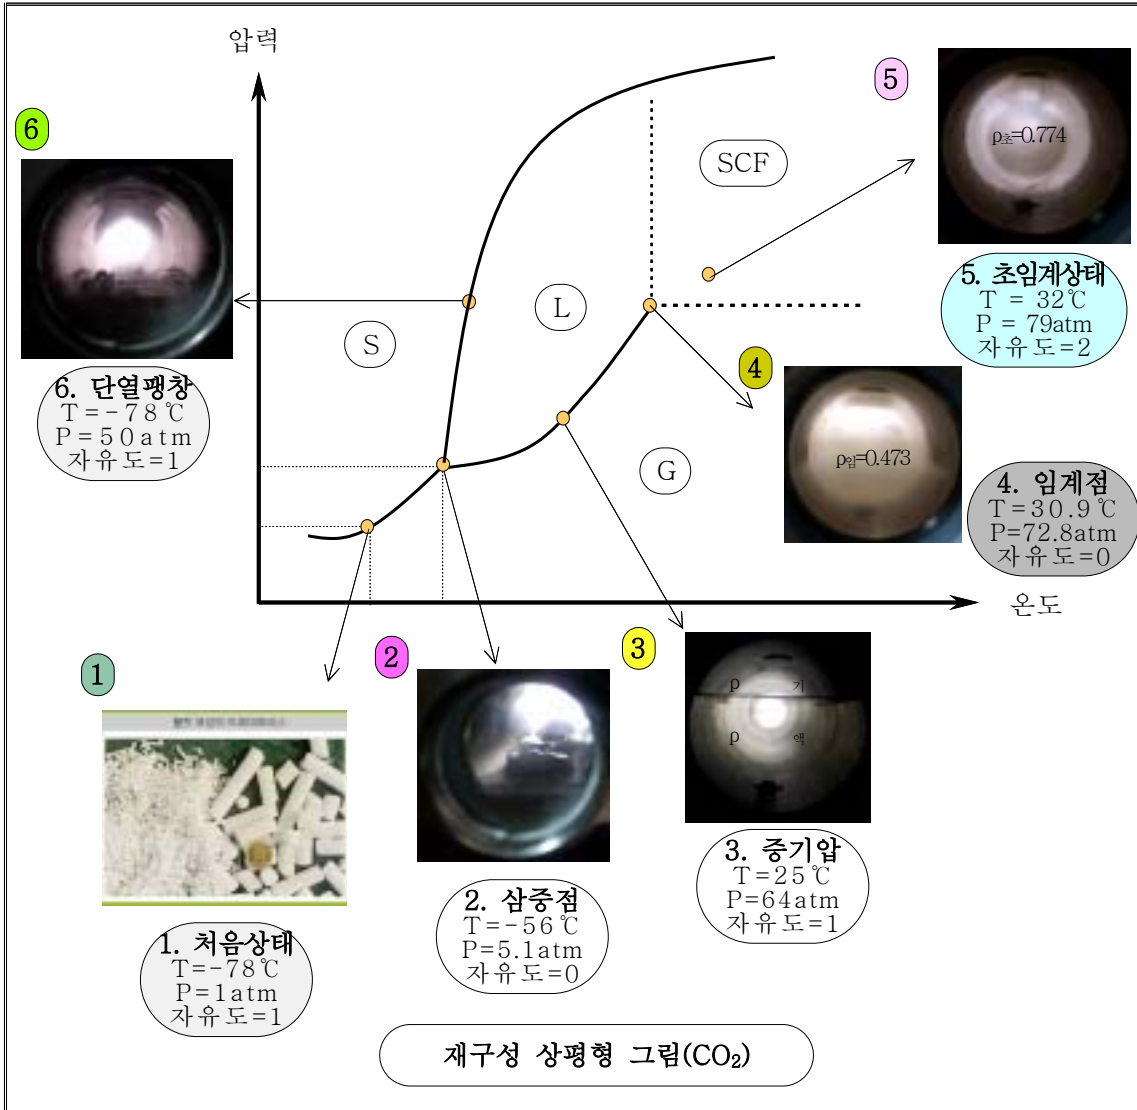 압력
5
6
ρ초=0.774
SCF
5. 초임계상태
T = 32℃
P = 79atm
자유도=2
L
S
4
6. 단열팽창
T=-78℃
P=50atm
자유도=1
ρ임=0.473
G
4. 임계점
T=30.9℃
P=72.8atm
자유도=0
온도
1
2
3
ρ 기
ρ 액
3. 증기압
T=25℃
P=64atm
자유도=1
2. 삼중점
T=-56℃
P=5.1atm
자유도=0
1. 처음상태
T=-78℃
P=1atm
자유도=1
재구성 상평형 그림(CO₂)